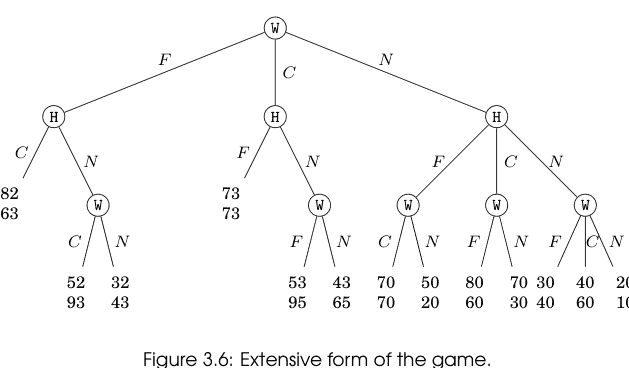 W
F C N
H H H
C N F N F C N
82 73
63 W 73 W W W W
C N F N C N F N F C N
52 32 53 43 70 50 80 70 30 40
93 43 95 65 70 20 60 30 40 60
Figure 3.6: Extensive form of the game.